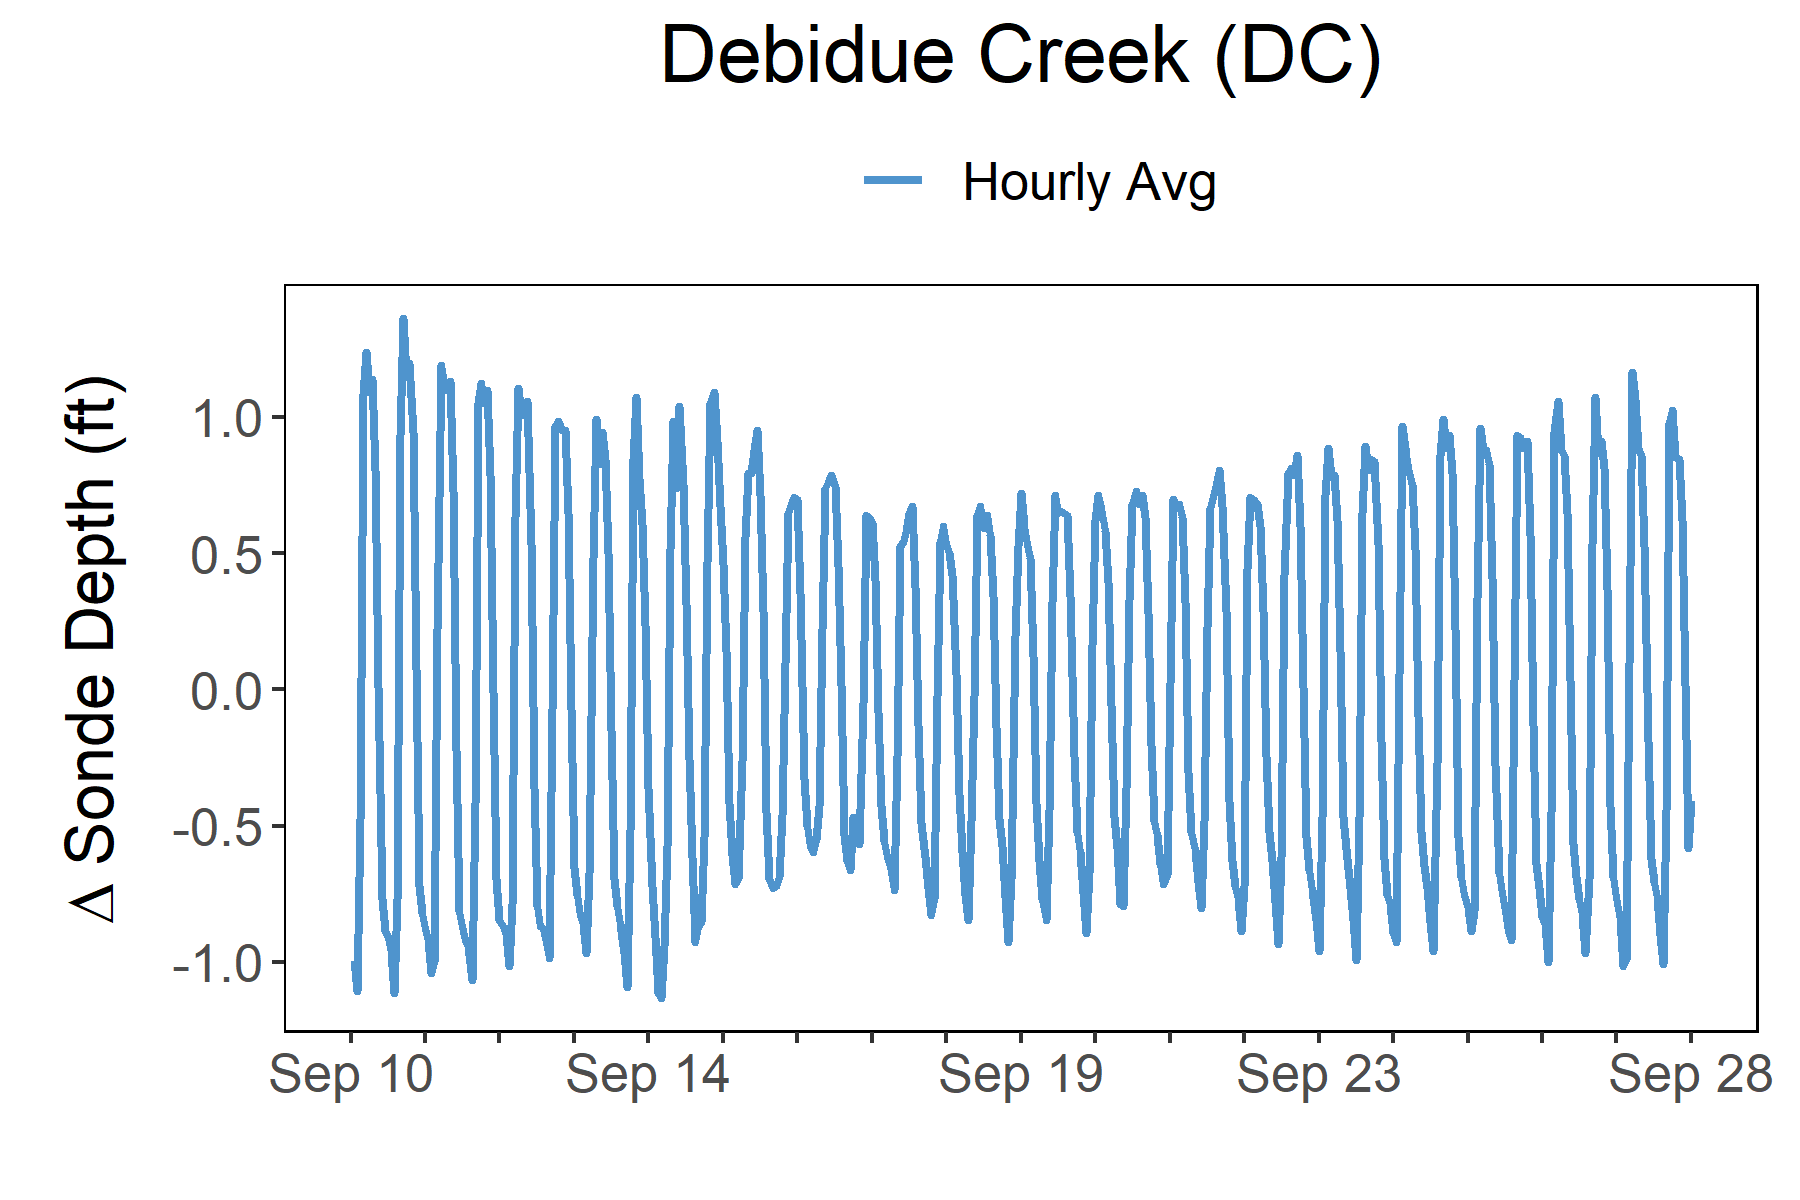 Debidue Creek (DC)
Hourly Avg
Δ Sonde Depth (ft)
1.0
0.5
0.0
-0.5
-1.0
Sep 10 Sep 14 Sep 19 Sep 23 Sep 28